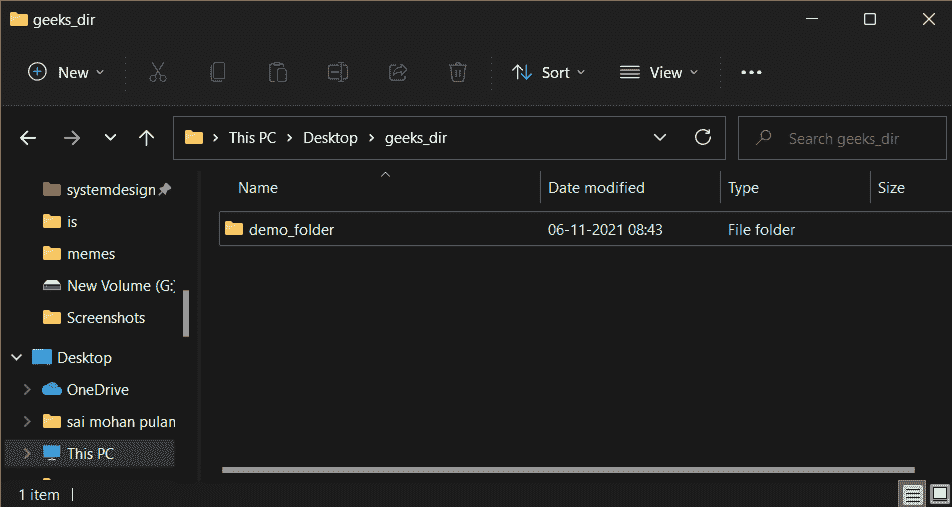 geeks_dir
New Sort View
This PC Desktop geeks_dir Search geeks_dir
Name Date modified Type Size
demo_folder 06-11-2021 08:43 File folder
systemdesign
is
memes
New Volume (G:)
Screenshots
Desktop
OneDrive
sai mohan pulam
This PC
1 item